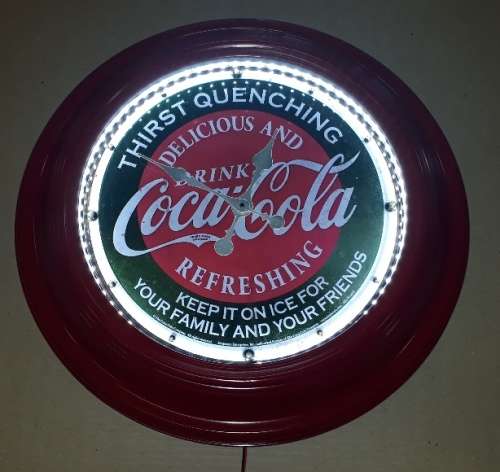 THIRST QUENCHING
DELICIOUS AND
DRINK
Coca-Cola
REFRESHING
KEEP IT ON ICE FOR
YOUR FAMILY AND YOUR FRIENDS